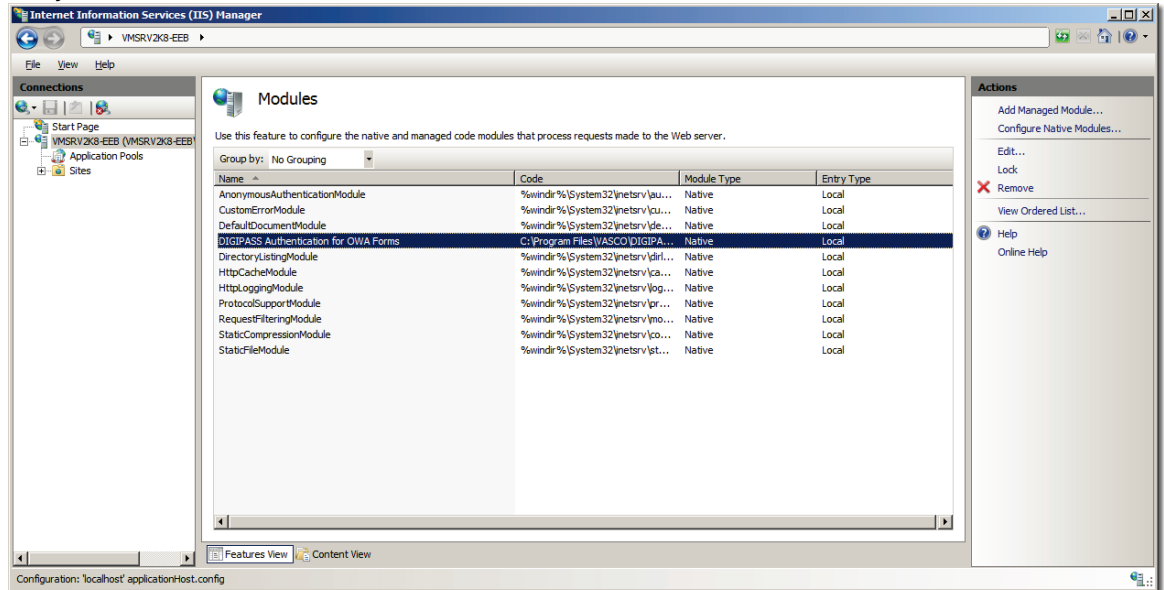 Internet Information Services (IIS) Manager
VMSRV2K8-EEB
File View Help
Connections
Start Page
VMSRV2K8-EEB (VMSRV2K8-EEB\
Application Pools
Sites
Modules
Use this feature to configure the native and managed code modules that process requests made to the Web server.
Group by: No Grouping
Name Code Module Type Entry Type
AnonymousAuthenticationModule %windir%\System32\inetsrv\au... Native Local
CustomErrorModule %windir%\System32\inetsrv\cu... Native Local
DefaultDocumentModule %windir%\System32\inetsrv\de... Native Local
DIGIPASS Authentication for OWA Forms C:\Program Files\VASCO\DIGIPA... Native Local
DirectoryListingModule %windir%\System32\inetsrv\dirl... Native Local
HttpCacheModule %windir%\System32\inetsrv\ca... Native Local
HttpLoggingModule %windir%\System32\inetsrv\log... Native Local
ProtocolSupportModule %windir%\System32\inetsrv\pr... Native Local
RequestFilteringModule %windir%\System32\inetsrv\mo... Native Local
StaticCompressionModule %windir%\System32\inetsrv\co... Native Local
StaticFileModule %windir%\System32\inetsrv\st... Native Local
Features View Content View
Actions
Add Managed Module...
Configure Native Modules...
Edit...
Lock
Remove
View Ordered List...
Help
Online Help
Configuration: 'localhost' applicationHost.config